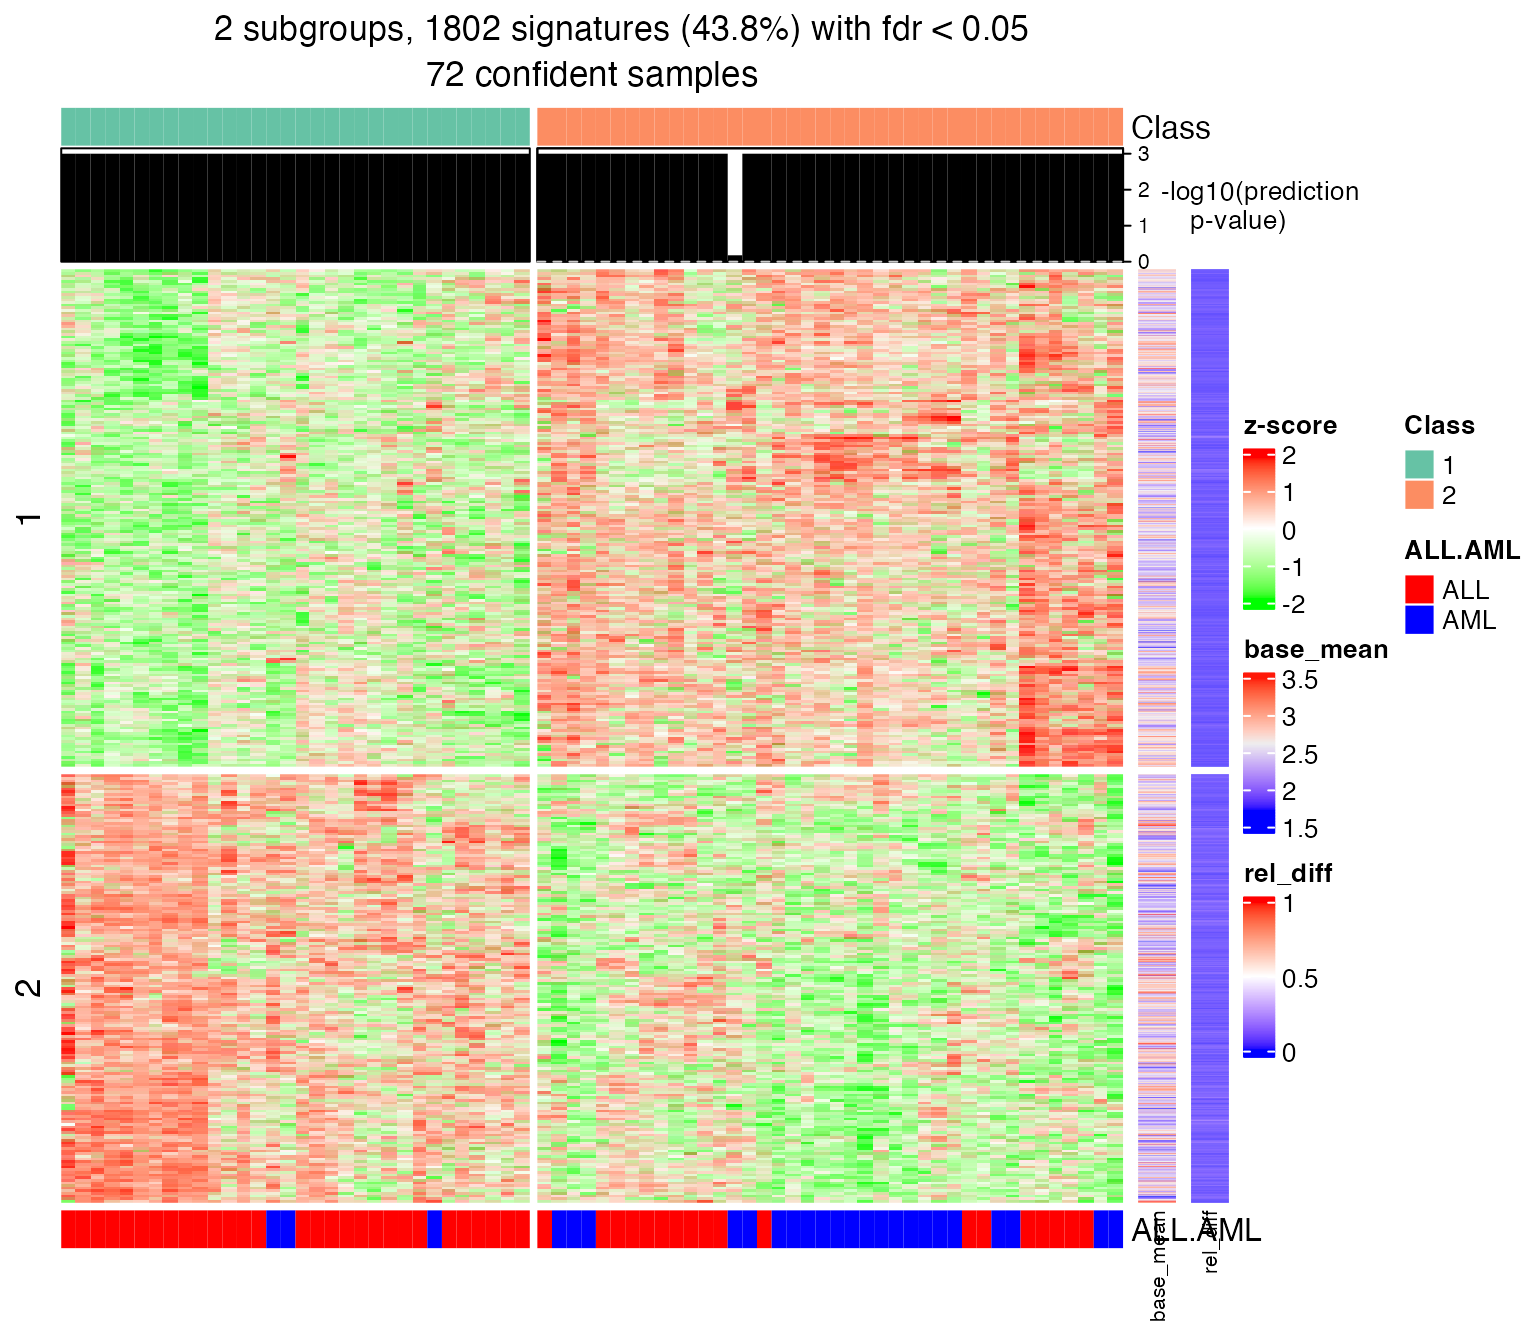 2 subgroups, 1802 signatures (43.8%) with fdr < 0.05
72 confident samples
Class
3
2
1
0
-log10(prediction
p-value)
1
2
z-score
2
1
0
-1
-2
base_mean
3.5
3
2.5
2
1.5
rel_diff
1
0.5
0
Class
1
2
ALL.AML
ALL
AML
ALL.AML
base_mean
rel_diff